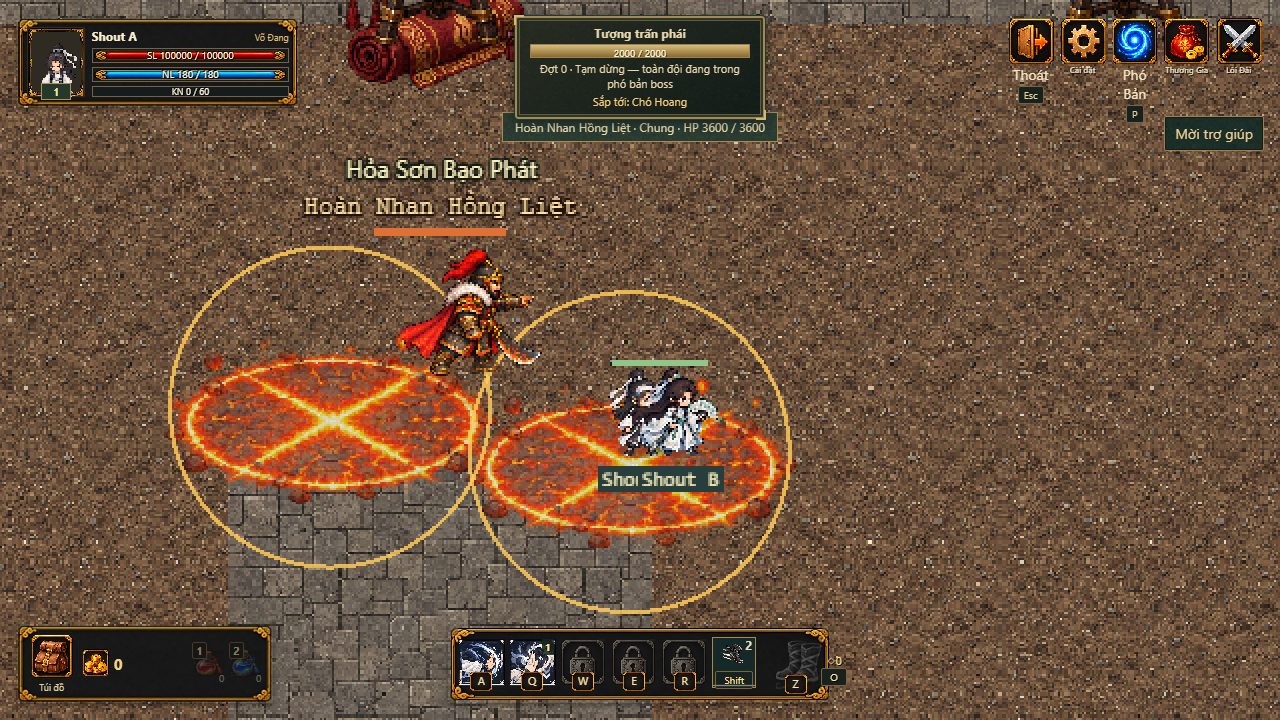 Shout A
Võ Đang
SL 100000 / 100000
NL 180 / 180
1
KN 0 / 60
Tượng trấn phái
2000 / 2000
Đợt 0 · Tạm dừng — toàn đội đang trong
phó bản boss
Sắp tới: Chó Hoang
Hoàn Nhan Hồng Liệt · Chung · HP 3600 / 3600
Thoát
Esc
Cài đặt
Phó
Bản
P
Thương Gia
Lôi Đài
Mời trợ giúp
Hỏa Sơn Bạo Phát
Hoàn Nhan Hồng Liệt
Shout B
Túi đồ
0
1
0
2
0
A
1
Q
W
E
R
2
Shift
Z
O